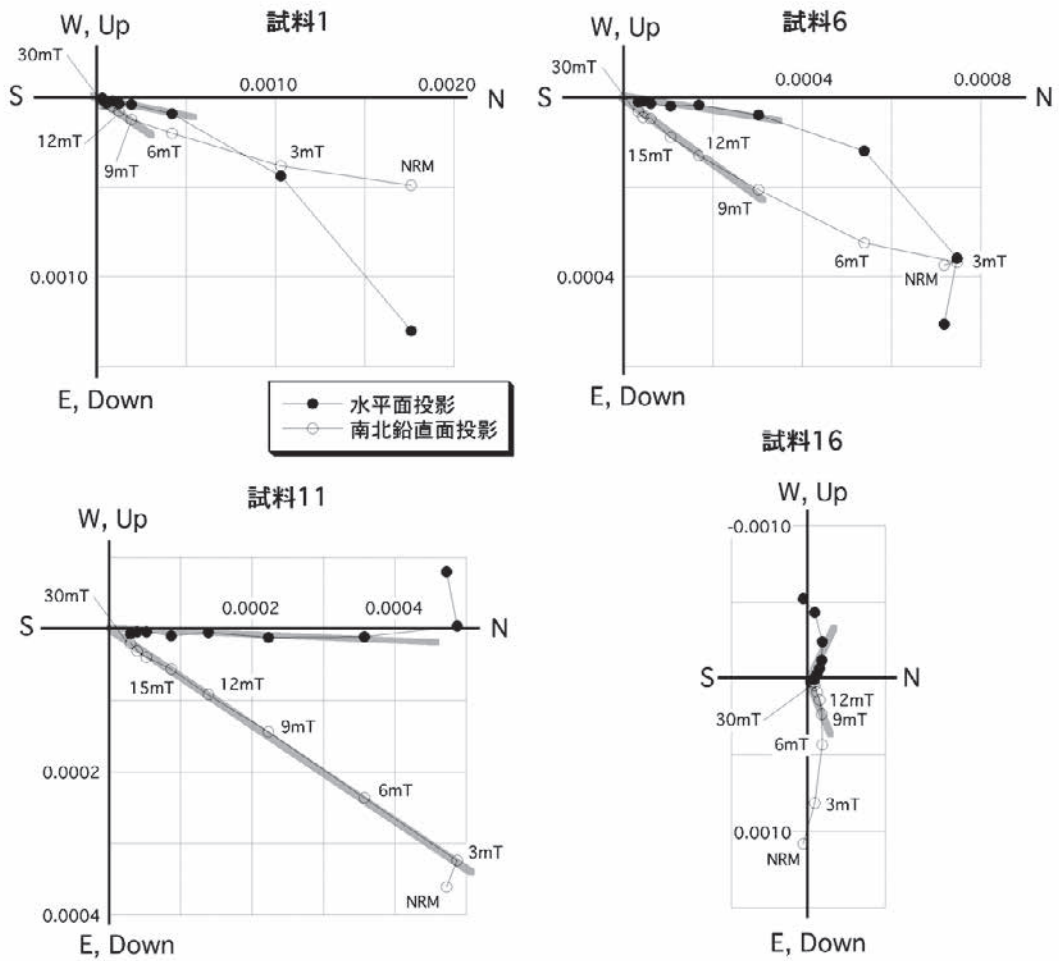 試料1
W, Up
30mT
0.0010
0.0020
S
N
12mT
6mT
3mT
NRM
9mT
0.0010
E, Down
試料6
W, Up
30mT
0.0004
0.0008
S
N
12mT
15mT
9mT
6mT
3mT
NRM
0.0004
E, Down
水平面投影
南北鉛直面投影
試料11
W, Up
30mT
0.0002
0.0004
S
N
15mT
12mT
9mT
0.0002
6mT
3mT
NRM
0.0004
E, Down
試料16
W, Up
-0.0010
S
N
12mT
30mT
9mT
6mT
3mT
0.0010
NRM
E, Down